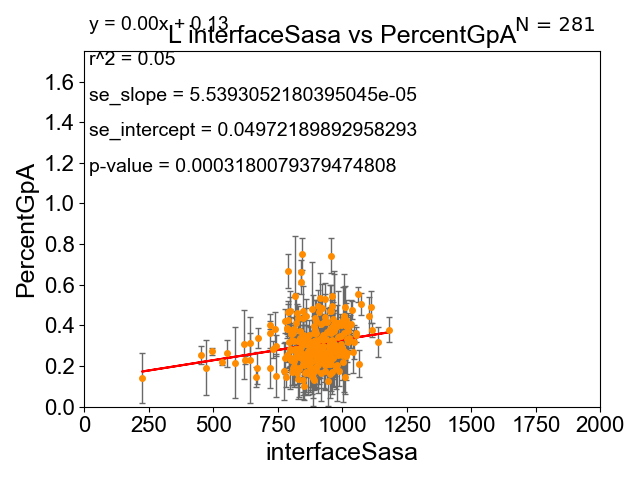 y = 0.00x + 0.13
N = 281
L interfaceSasa vs PercentGpA
r^2 = 0.05
se_slope = 5.5393052180395045e-05
se_intercept = 0.04972189892958293
p-value = 0.0003180079379474808
PercentGpA
1.6
1.4
1.2
1.0
0.8
0.6
0.4
0.2
0.0
0 250 500 750 1000 1250 1500 1750 2000
interfaceSasa